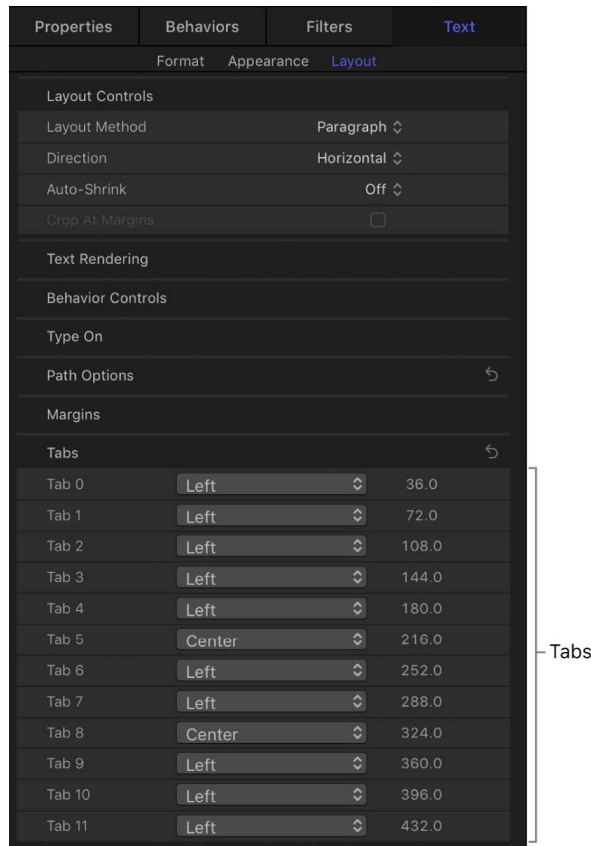 Properties Behaviors Filters Text
Format Appearance Layout
Layout Controls
Layout Method Paragraph
Direction Horizontal
Auto-Shrink Off
Crop At Margins
Text Rendering
Behavior Controls
Type On
Path Options
Margins
Tabs
Tab 0 Left 36.0
Tab 1 Left 72.0
Tab 2 Left 108.0
Tab 3 Left 144.0
Tab 4 Left 180.0
Tab 5 Center 216.0
Tab 6 Left 252.0
Tab 7 Left 288.0
Tab 8 Center 324.0
Tab 9 Left 360.0
Tab 10 Left 396.0
Tab 11 Left 432.0
Tabs